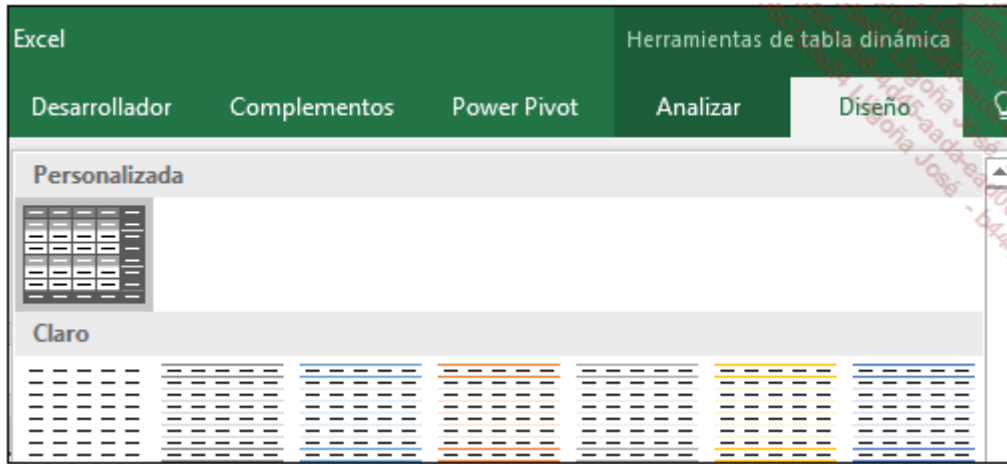 Excel Herramientas de tabla dinámica
Desarrollador Complementos Power Pivot Analizar Diseño
Personalizada
Claro